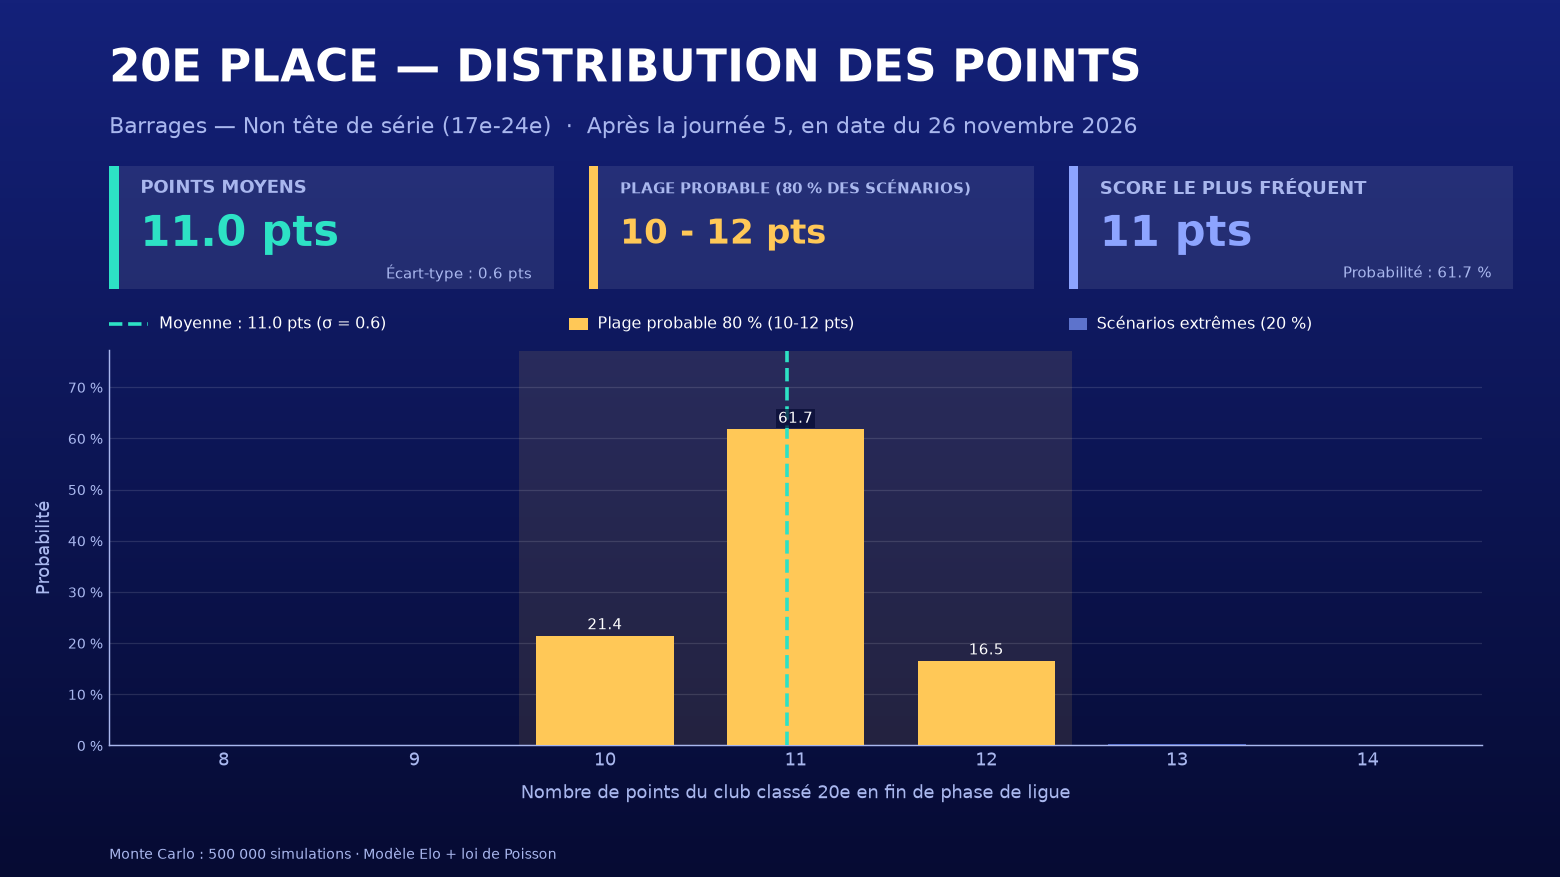 20E PLACE — DISTRIBUTION DES POINTS
Barrages — Non tête de série (17e-24e) · Après la journée 5, en date du 26 novembre 2026
POINTS MOYENS
11.0 pts
Écart-type : 0.6 pts
PLAGE PROBABLE (80 % DES SCÉNARIOS)
10 - 12 pts
SCORE LE PLUS FRÉQUENT
11 pts
Probabilité : 61.7 %
Moyenne : 11.0 pts (σ = 0.6)
Plage probable 80 % (10-12 pts)
Scénarios extrêmes (20 %)
Probabilité
70 %
60 %
50 %
40 %
30 %
20 %
10 %
0 %
21.4
61.7
16.5
8
9
10
11
12
13
14
Nombre de points du club classé 20e en fin de phase de ligue
Monte Carlo : 500 000 simulations · Modèle Elo + loi de Poisson